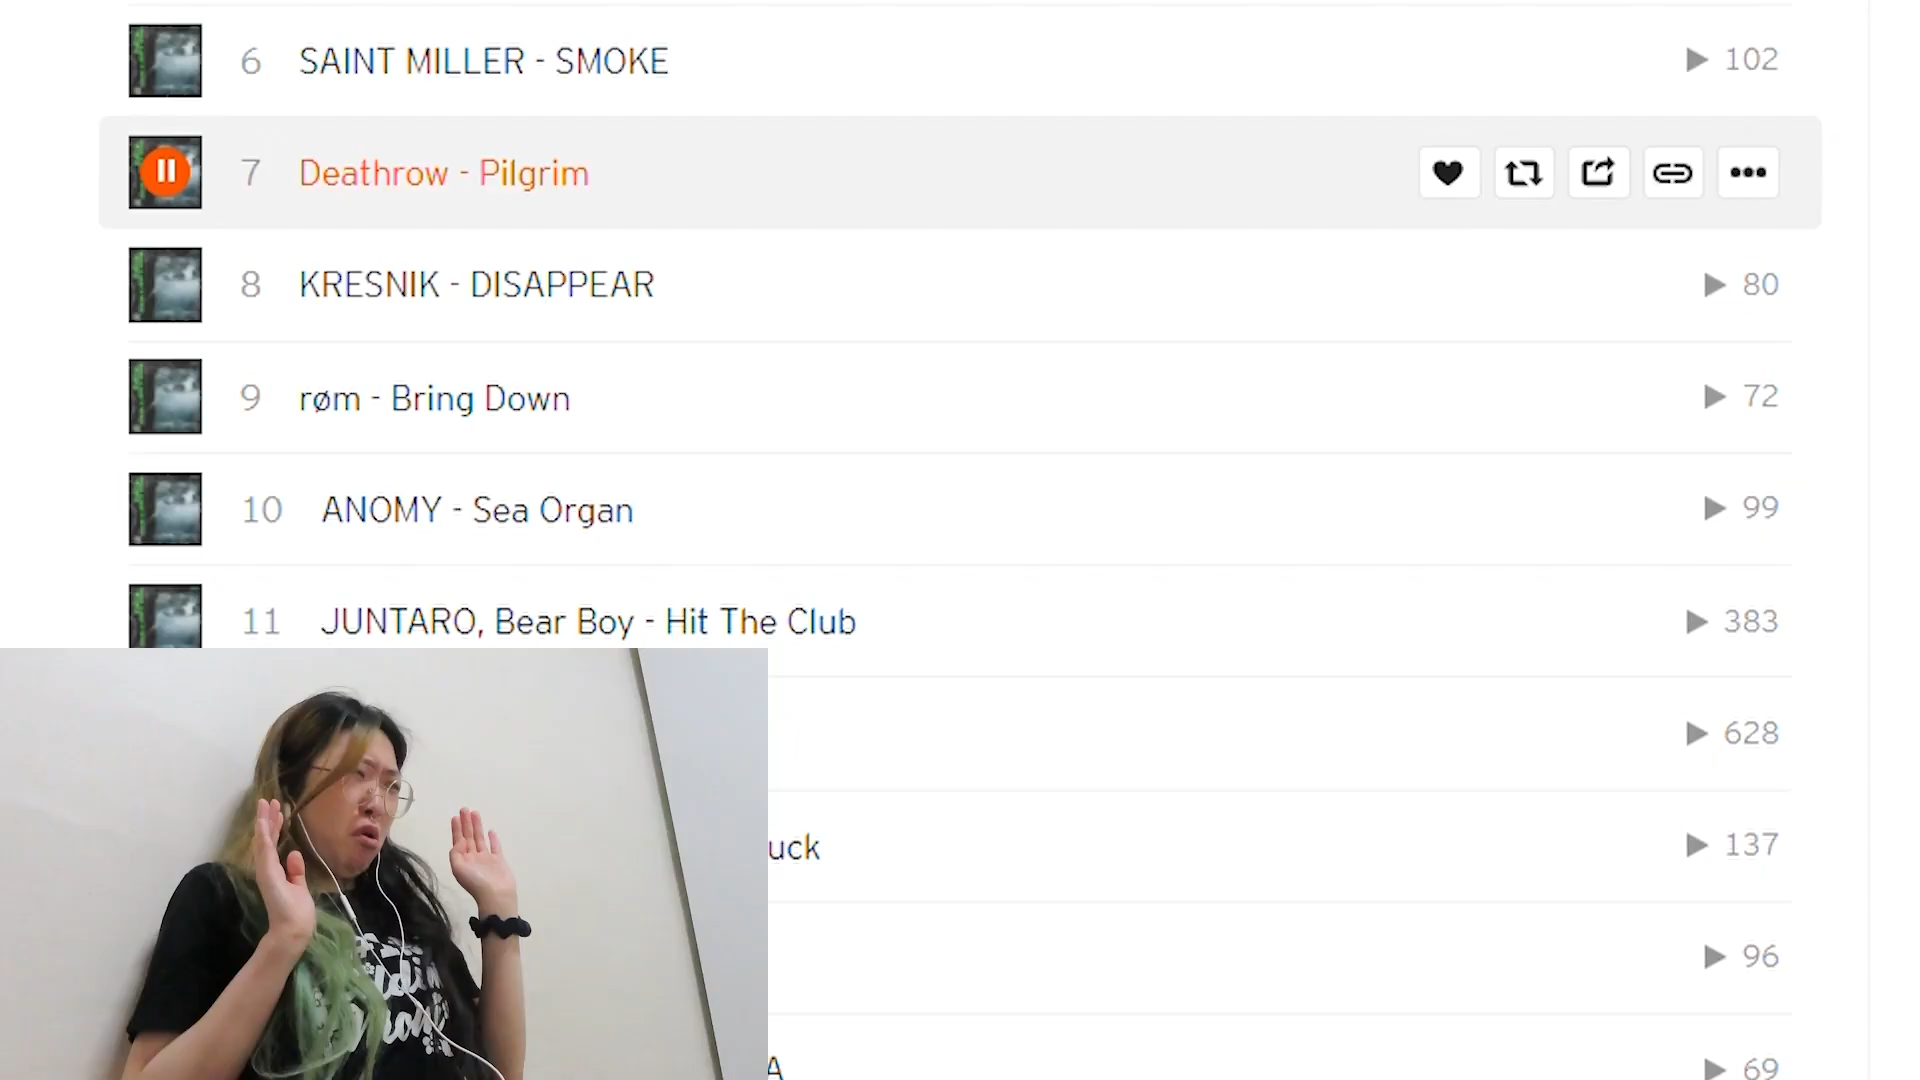 6 SAINT MILLER - SMOKE 102
7 Deathrow - Pilgrim
8 KRESNIK - DISAPPEAR 80
9 røm - Bring Down 72
10 ANOMY - Sea Organ 99
11 JUNTARO, Bear Boy - Hit The Club 383
628
uck 137
96
A 69